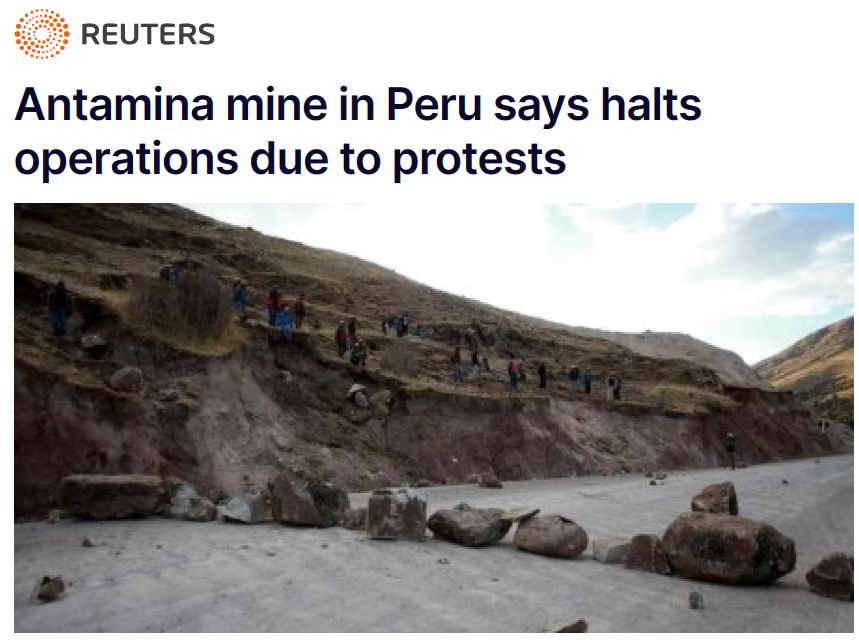 REUTERS
Antamina mine in Peru says halts
operations due to protests